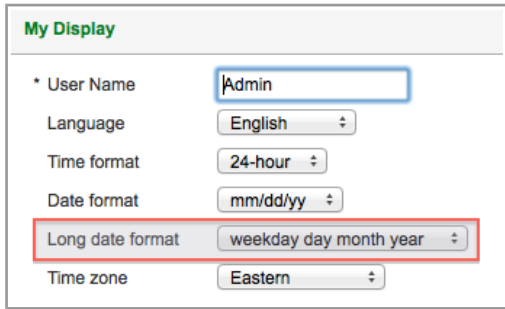 My Display
* User Name Admin
Language English
Time format 24-hour
Date format mm/dd/yy
Long date format weekday day month year
Time zone Eastern